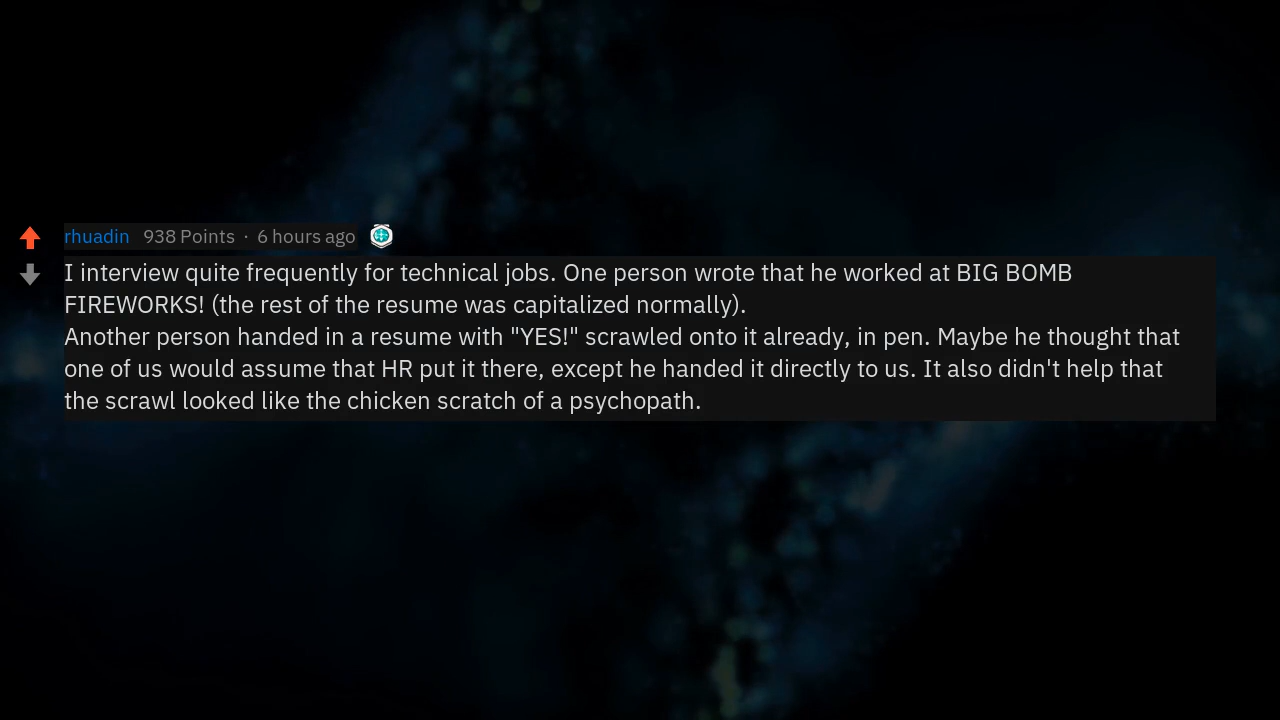 rhuadin 938 Points · 6 hours ago
I interview quite frequently for technical jobs. One person wrote that he worked at BIG BOMB
FIREWORKS! (the rest of the resume was capitalized normally).
Another person handed in a resume with "YES!" scrawled onto it already, in pen. Maybe he thought that
one of us would assume that HR put it there, except he handed it directly to us. It also didn't help that
the scrawl looked like the chicken scratch of a psychopath.